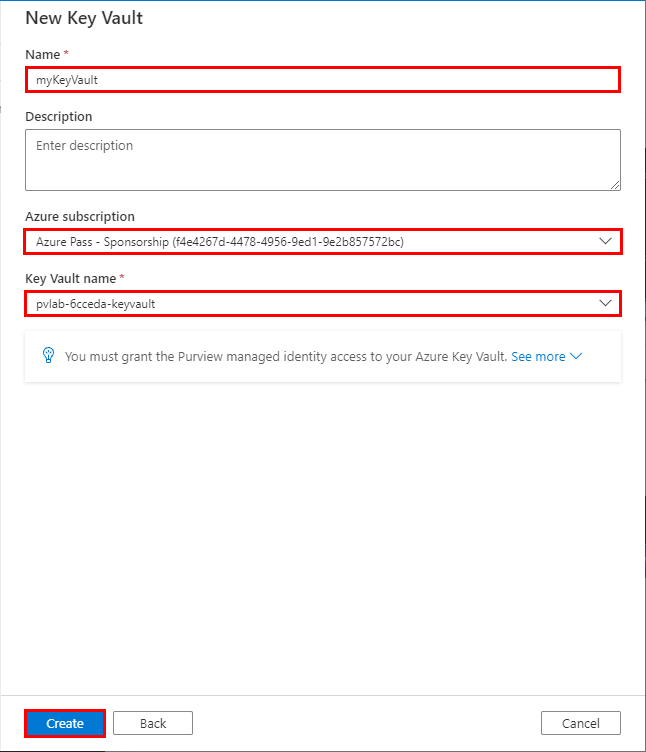 New Key Vault
Name *
myKeyVault
Description
Enter description
Azure subscription
Azure Pass - Sponsorship (f4e4267d-4478-4956-9ed1-9e2b857572bc)
Key Vault name *
pvlab-6cceda-keyvault
You must grant the Purview managed identity access to your Azure Key Vault. See more
Create Back Cancel